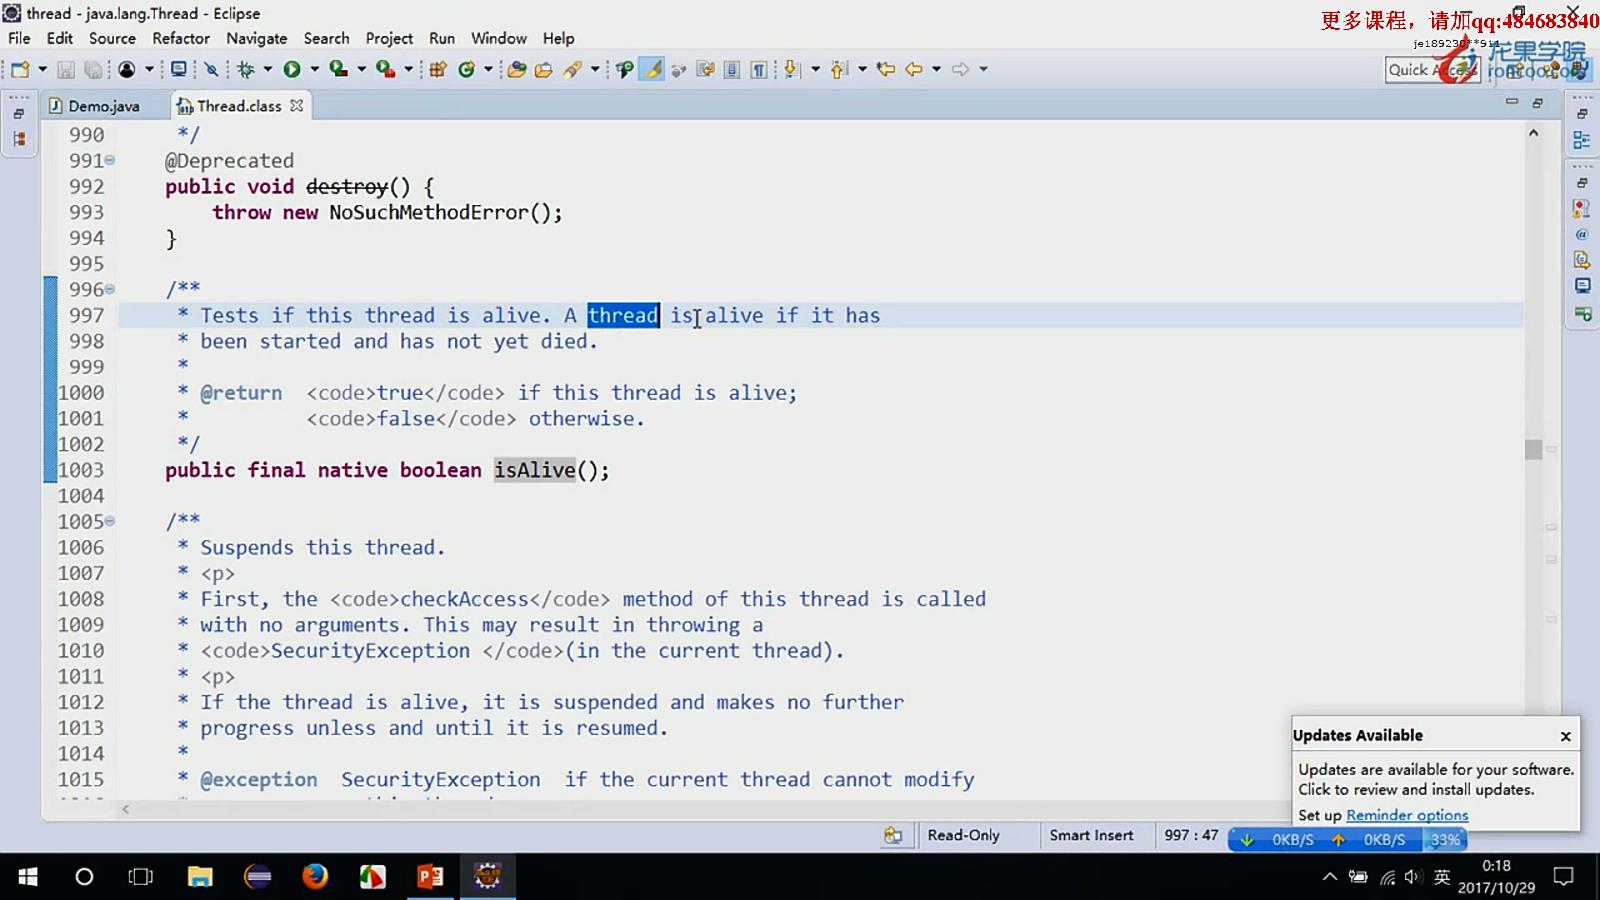 thread - java.lang.Thread - Eclipse
更多课程，请加qq:484683840
File Edit Source Refactor Navigate Search Project Run Window Help
je189230**911
龙果学院
roncoo.com
Quick Access
Demo.java
Thread.class
990 */
991 @Deprecated
992 public void destroy() {
993 throw new NoSuchMethodError();
994 }
995
996 /**
997 * Tests if this thread is alive. A thread is alive if it has
998 * been started and has not yet died.
999 *
1000 * @return <code>true</code> if this thread is alive;
1001 * <code>false</code> otherwise.
1002 */
1003 public final native boolean isAlive();
1004
1005 /**
1006 * Suspends this thread.
1007 * <p>
1008 * First, the <code>checkAccess</code> method of this thread is called
1009 * with no arguments. This may result in throwing a
1010 * <code>SecurityException </code>(in the current thread).
1011 * <p>
1012 * If the thread is alive, it is suspended and makes no further
1013 * progress unless and until it is resumed.
1014 *
1015 * @exception SecurityException if the current thread cannot modify
Updates Available
Updates are available for your software.
Click to review and install updates.
Set up Reminder options
Read-Only
Smart Insert
997 : 47
0KB/S
0KB/S
33%
英
0:18
2017/10/29